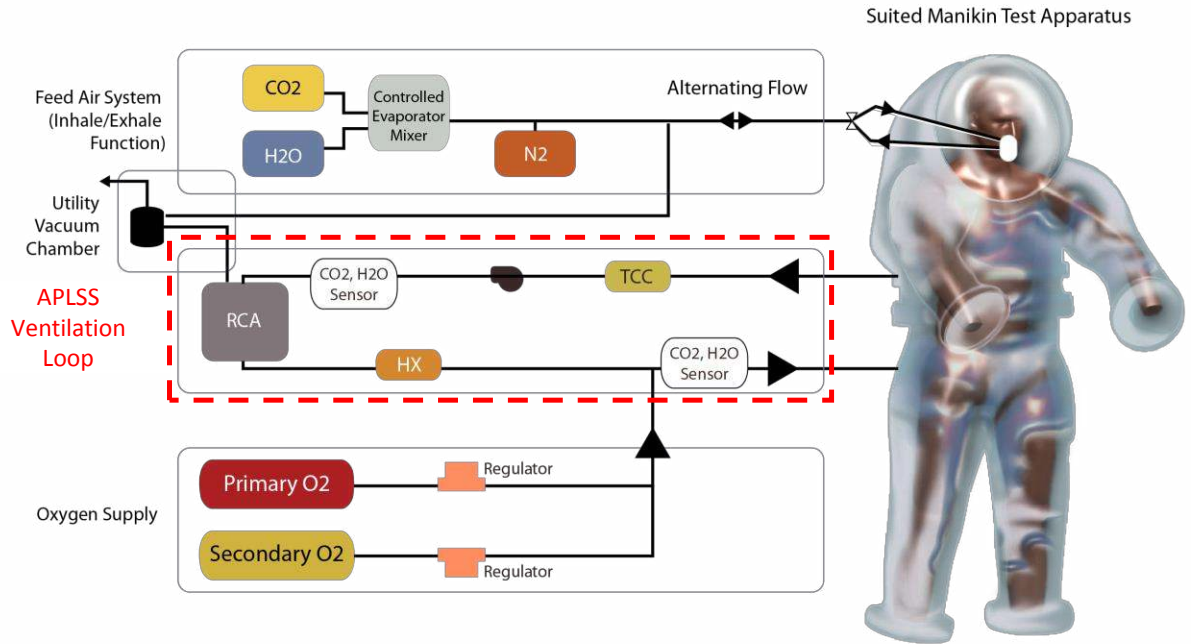 Suited Manikin Test Apparatus
Feed Air System
(Inhale/Exhale
Function)
CO2
H2O
Controlled
Evaporator
Mixer
N2
Alternating Flow
Utility
Vacuum
Chamber
APLSS
Ventilation
Loop
RCA
CO2, H2O
Sensor
TCC
HX
CO2, H2O
Sensor
Oxygen Supply
Primary O2
Regulator
Secondary O2
Regulator